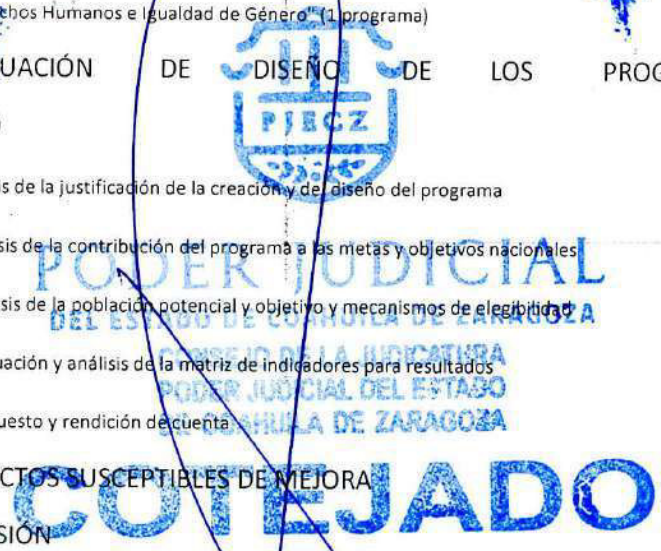 chos Humanos e Igualdad de Género" (1 programa)
UACIÓN DE DISEÑO DE LOS PROG
PJECZ
is de la justificación de la creación y del diseño del programa
sis de la contribución del programa a las metas y objetivos nacionales
PODER JUDICIAL
sis de la población potencial y objetivo y mecanismos de elegibilidad
DEL ESTADO DE COAHUILA DE ZARAGOZA
CONSEJO DE LA JUDICATURA
uación y análisis de la matriz de indicadores para resultados
PODER JUDICIAL DEL ESTADO
uesto y rendición de cuenta
DE COAHUILA DE ZARAGOZA
CTOS SUSCEPTIBLES DE MEJORA
COTEJADO
SIÓN